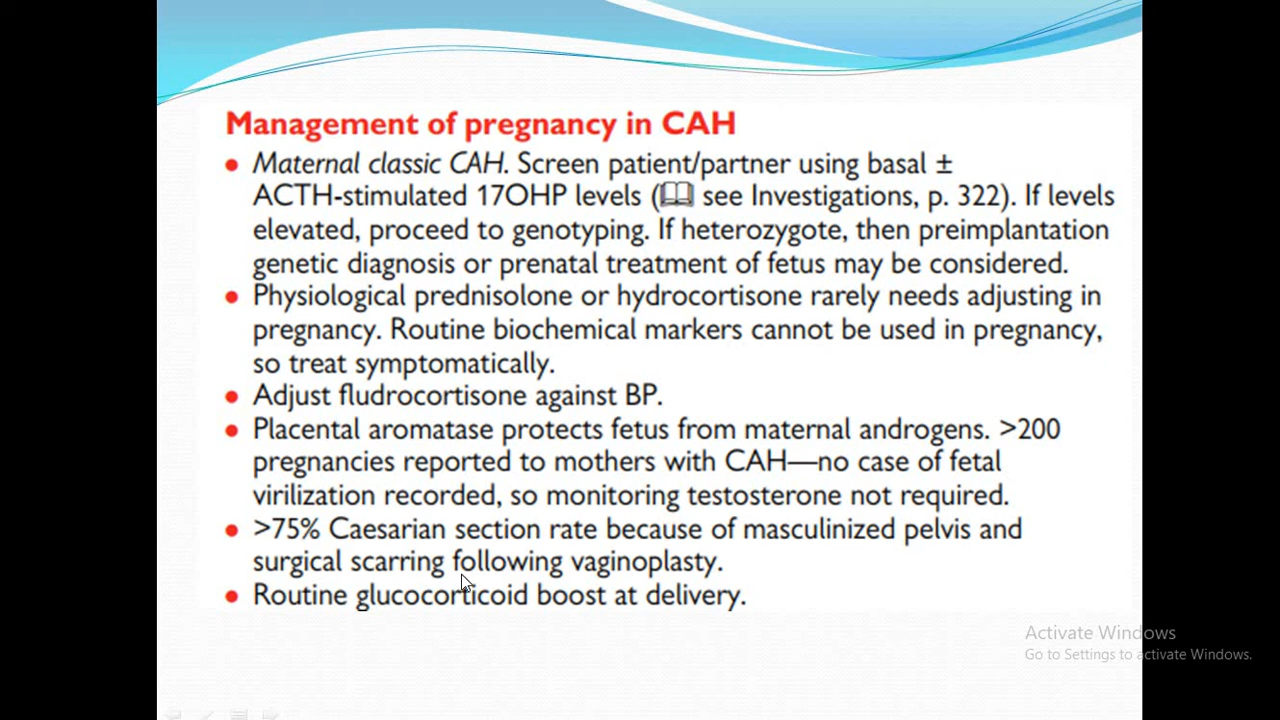 Management of pregnancy in CAH
• Maternal classic CAH. Screen patient/partner using basal ±
ACTH-stimulated 17OHP levels (📖 see Investigations, p. 322). If levels
elevated, proceed to genotyping. If heterozygote, then preimplantation
genetic diagnosis or prenatal treatment of fetus may be considered.
• Physiological prednisolone or hydrocortisone rarely needs adjusting in
pregnancy. Routine biochemical markers cannot be used in pregnancy,
so treat symptomatically.
• Adjust fludrocortisone against BP.
• Placental aromatase protects fetus from maternal androgens. >200
pregnancies reported to mothers with CAH—no case of fetal
virilization recorded, so monitoring testosterone not required.
• >75% Caesarian section rate because of masculinized pelvis and
surgical scarring following vaginoplasty.
• Routine glucocorticoid boost at delivery.
Activate Windows
Go to Settings to activate Windows.